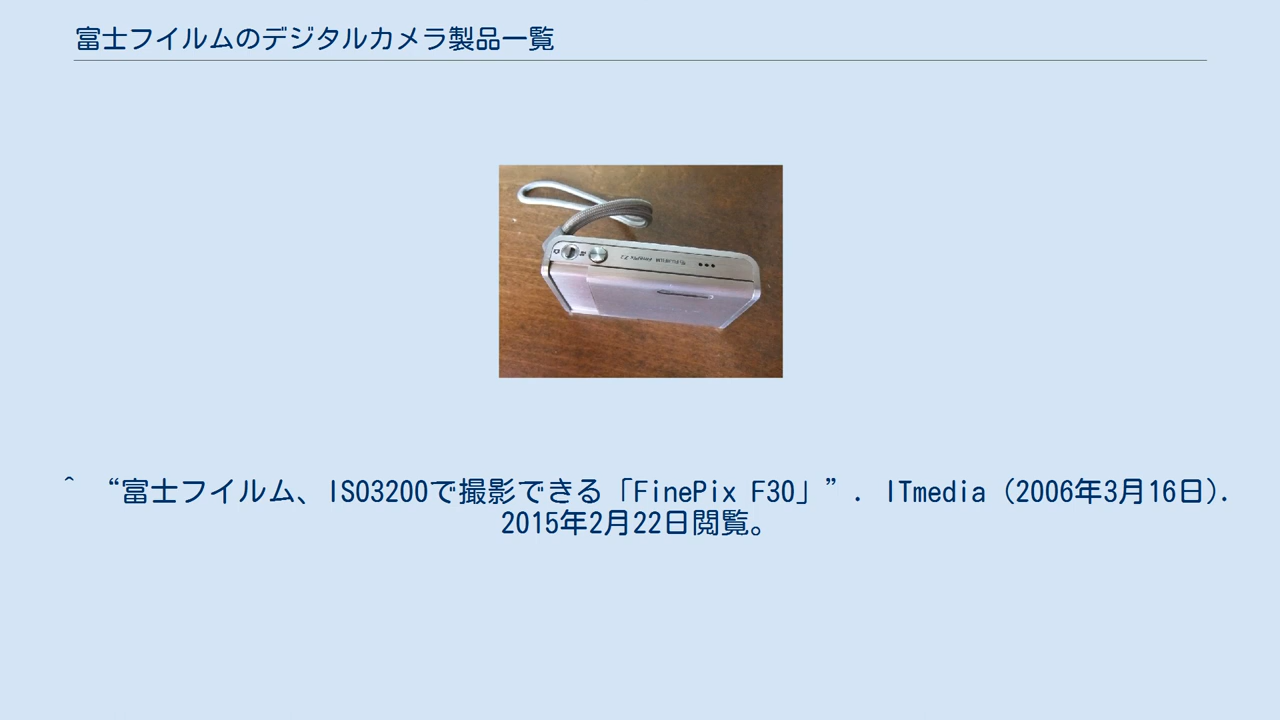 富士フイルムのデジタルカメラ製品一覧
FUJIFILM FinePix Z2
^ “富士フイルム、ISO3200で撮影できる「FinePix F30」”. ITmedia (2006年3月16日).
2015年2月22日閲覧。